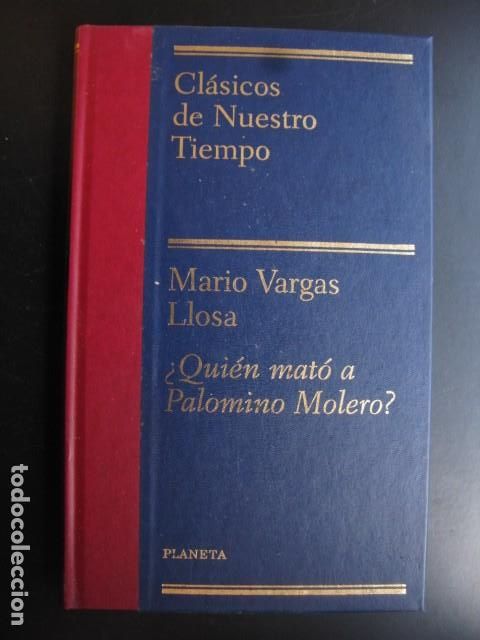 Clásicos
de Nuestro
Tiempo
Mario Vargas
Llosa
¿Quién mató a
Palomino Molero?
PLANETA
todocoleccion